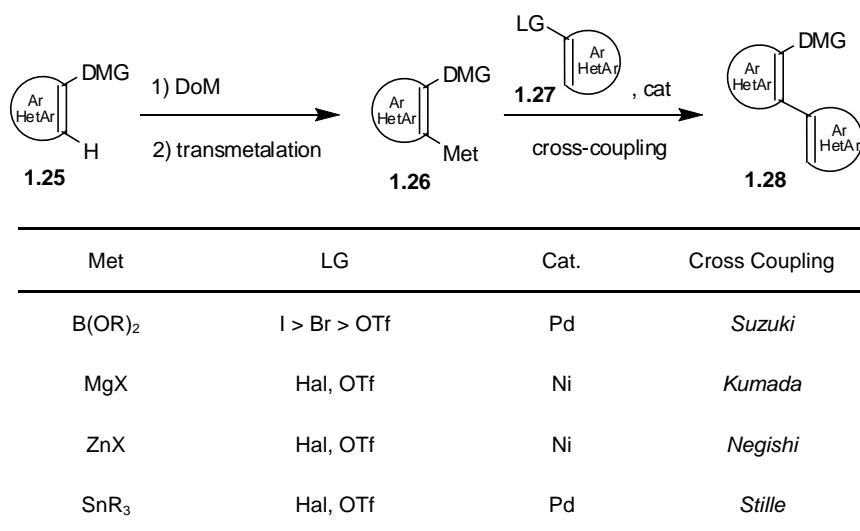 DMG
Ar
HetAr
H
1.25
1) DoM
2) transmetalation
DMG
Ar
HetAr
Met
1.26
LG
Ar
HetAr
1.27
, cat
cross-coupling
DMG
Ar
HetAr
Ar
HetAr
1.28
Met LG Cat. Cross Coupling
B(OR)₂ I > Br > OTf Pd Suzuki
MgX Hal, OTf Ni Kumada
ZnX Hal, OTf Ni Negishi
SnR₃ Hal, OTf Pd Stille